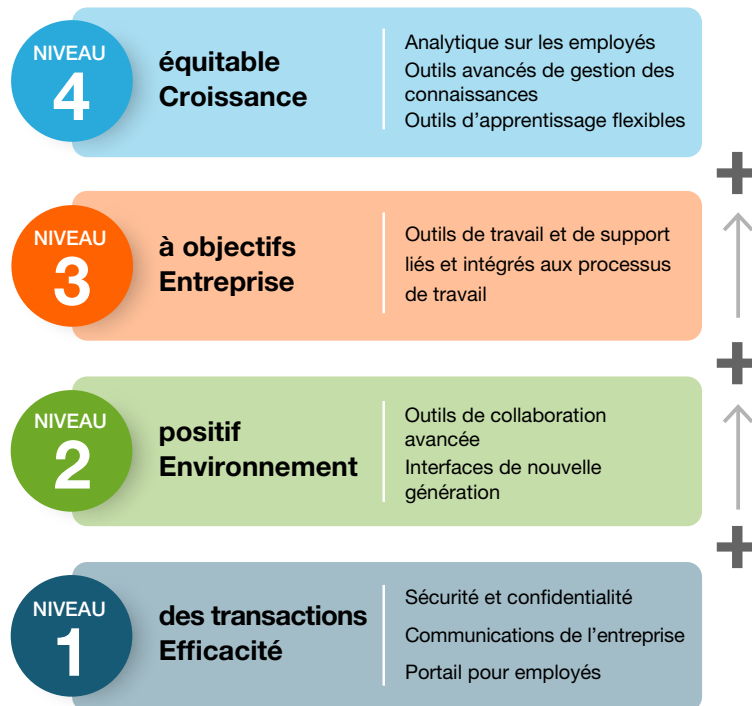 NIVEAU
4
équitable
Croissance
Analytique sur les employés
Outils avancés de gestion des
connaissances
Outils d’apprentissage flexibles
NIVEAU
3
à objectifs
Entreprise
Outils de travail et de support
liés et intégrés aux processus
de travail
NIVEAU
2
positif
Environnement
Outils de collaboration
avancée
Interfaces de nouvelle
génération
NIVEAU
1
des transactions
Efficacité
Sécurité et confidentialité
Communications de l’entreprise
Portail pour employés